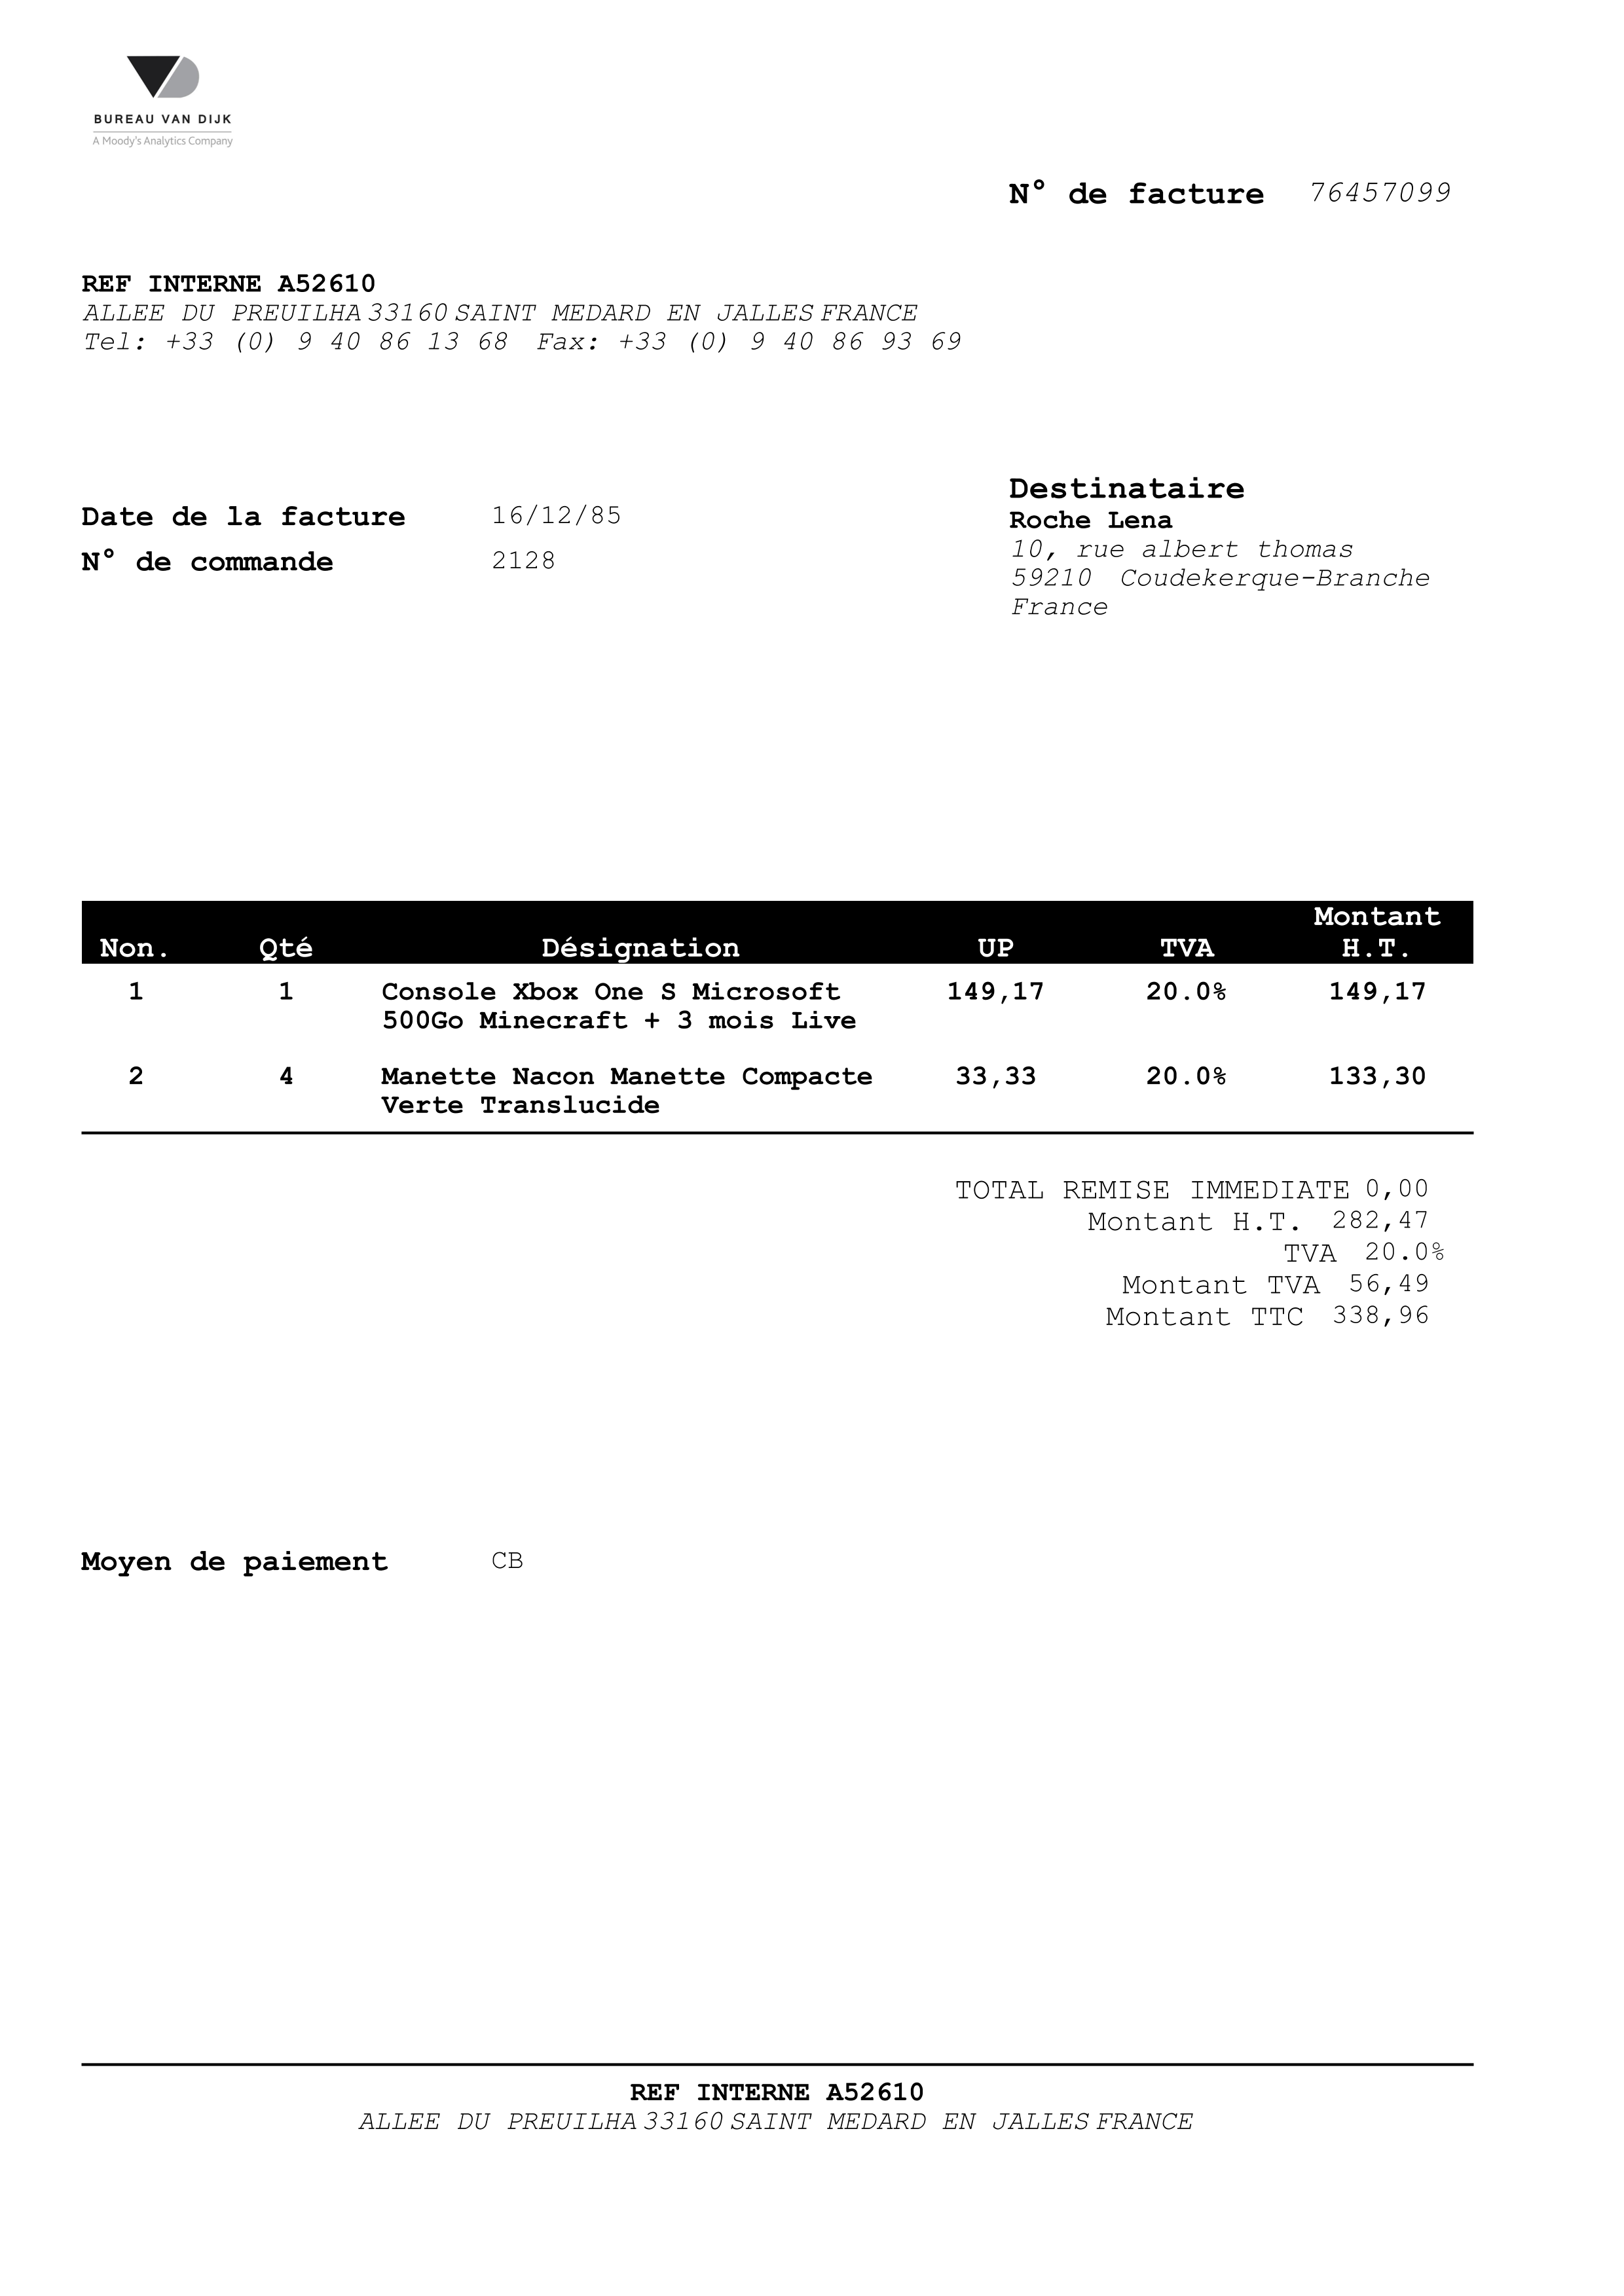 BUREAU VAN DIJK
A Moody's Analytics Company
N° de facture 76457099
REF INTERNE A52610
ALLEE DU PREUILHA 33160 SAINT MEDARD EN JALLES FRANCE
Tel: +33 (0) 9 40 86 13 68 Fax: +33 (0) 9 40 86 93 69
Date de la facture 16/12/85
N° de commande 2128
Destinataire
Roche Lena
10, rue albert thomas
59210 Coudekerque-Branche
France
Non. Qté Désignation UP TVA Montant H.T.
1 1 Console Xbox One S Microsoft 149,17 20.0% 149,17
500Go Minecraft + 3 mois Live
2 4 Manette Nacon Manette Compacte 33,33 20.0% 133,30
Verte Translucide
TOTAL REMISE IMMEDIATE 0,00
Montant H.T. 282,47
TVA 20.0%
Montant TVA 56,49
Montant TTC 338,96
Moyen de paiement CB
REF INTERNE A52610
ALLEE DU PREUILHA 33160 SAINT MEDARD EN JALLES FRANCE